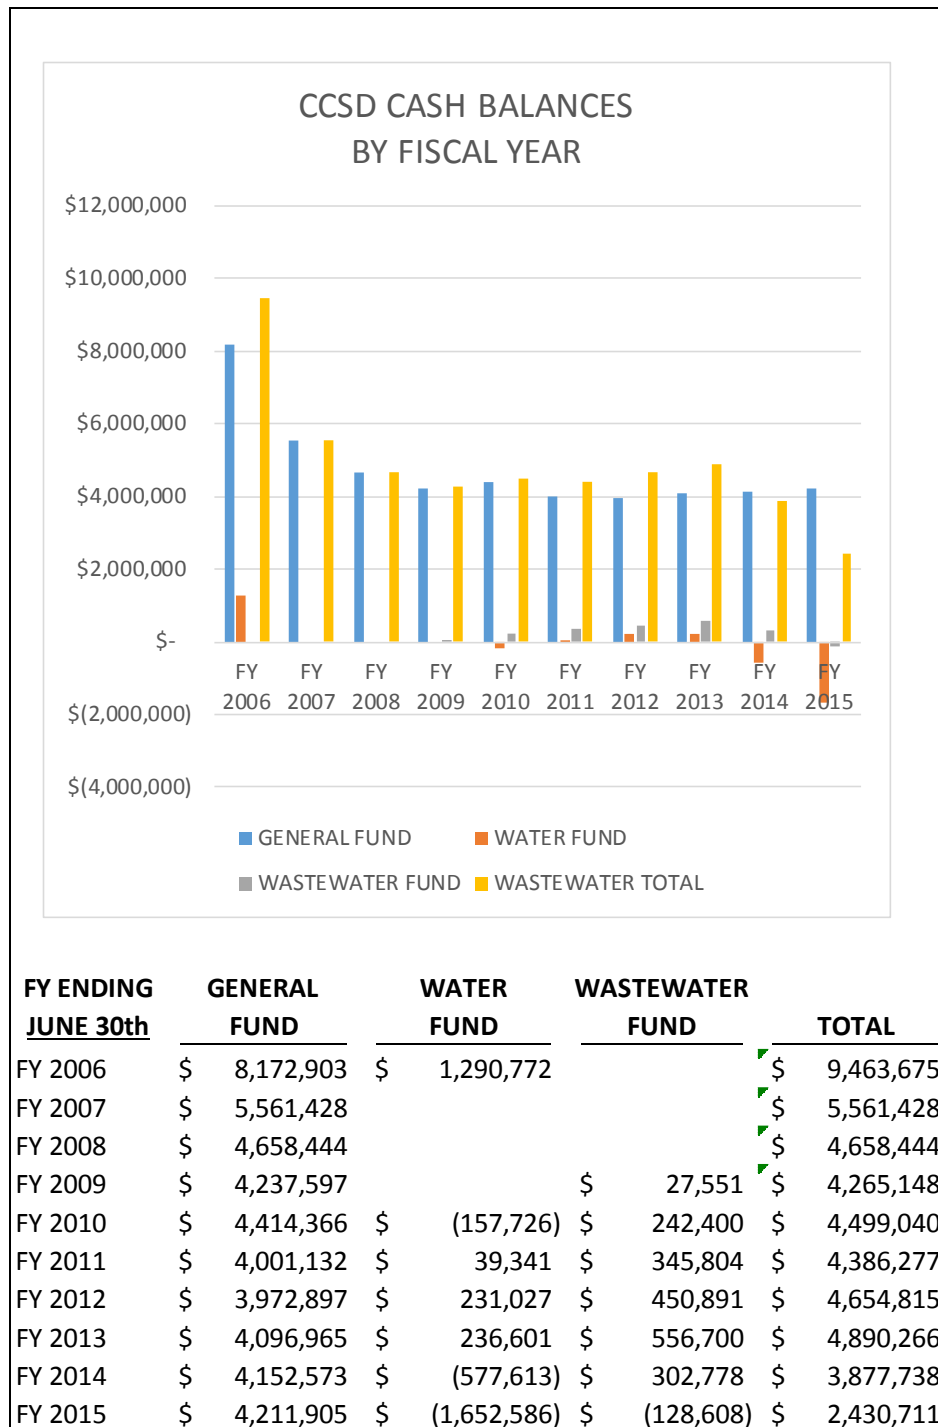 CCSD CASH BALANCES
BY FISCAL YEAR
$12,000,000
$10,000,000
$8,000,000
$6,000,000
$4,000,000
$2,000,000
$-
$(2,000,000)
$(4,000,000)
FY FY FY FY FY FY FY FY FY FY
2006 2007 2008 2009 2010 2011 2012 2013 2014 2015
GENERAL FUND WATER FUND
WASTEWATER FUND WASTEWATER TOTAL
FY ENDING GENERAL WATER WASTEWATER
JUNE 30th FUND FUND FUND TOTAL
FY 2006 $ 8,172,903 $ 1,290,772 $ 9,463,675
FY 2007 $ 5,561,428 $ 5,561,428
FY 2008 $ 4,658,444 $ 4,658,444
FY 2009 $ 4,237,597 $ 27,551 $ 4,265,148
FY 2010 $ 4,414,366 $ (157,726) $ 242,400 $ 4,499,040
FY 2011 $ 4,001,132 $ 39,341 $ 345,804 $ 4,386,277
FY 2012 $ 3,972,897 $ 231,027 $ 450,891 $ 4,654,815
FY 2013 $ 4,096,965 $ 236,601 $ 556,700 $ 4,890,266
FY 2014 $ 4,152,573 $ (577,613) $ 302,778 $ 3,877,738
FY 2015 $ 4,211,905 $ (1,652,586) $ (128,608) $ 2,430,711